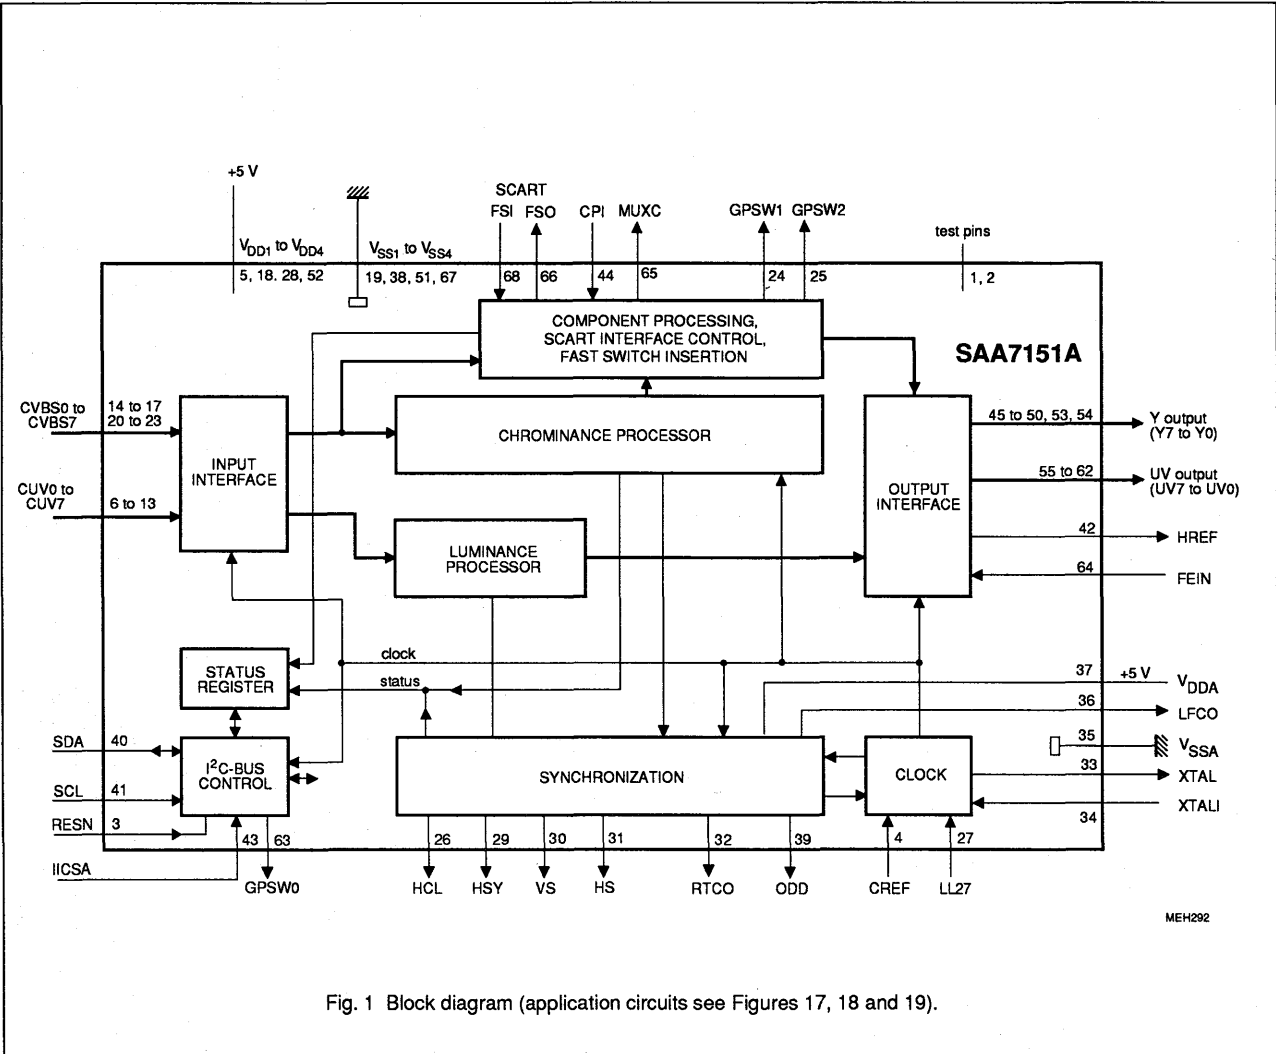 +5 V
SCART
FSI FSO CPI MUXC GPSW1 GPSW2
test pins
VDD1 to VDD4
VSS1 to VSS4
5, 18. 28, 52
19, 38, 51, 67
68 66 44 65 24 25
1, 2
COMPONENT PROCESSING,
SCART INTERFACE CONTROL,
FAST SWITCH INSERTION
SAA7151A
CVBS0 to
CVBS7
14 to 17
20 to 23
INPUT
INTERFACE
CHROMINANCE PROCESSOR
45 to 50, 53, 54
Y output
(Y7 to Y0)
CUV0 to
CUV7
6 to 13
OUTPUT
INTERFACE
55 to 62
UV output
(UV7 to UV0)
LUMINANCE
PROCESSOR
42
HREF
64
FEIN
STATUS
REGISTER
clock
status
37
+5 V
VDDA
36
LFCO
SDA
40
I2C-BUS
CONTROL
SYNCHRONIZATION
CLOCK
35
VSSA
33
XTAL
SCL
41
XTALI
34
RESN
3
43 63 26 29 30 31 32 39 4 27
IICSA
GPSW0 HCL HSY VS HS RTCO ODD CREF LL27
MEH292
Fig. 1 Block diagram (application circuits see Figures 17, 18 and 19).